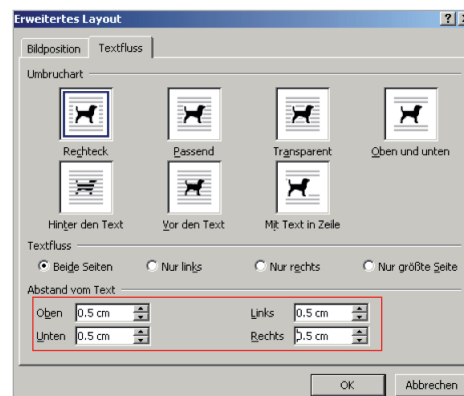 Erweitertes Layout
Bildposition Textfluss
Umbruchart
Rechteck Passend Transparent Oben und unten
Hinter den Text Vor den Text Mit Text in Zeile
Textfluss
Beide Seiten Nur links Nur rechts Nur größte Seite
Abstand vom Text
Oben 0.5 cm Links 0.5 cm
Unten 0.5 cm Rechts 0.5 cm
OK Abbrechen